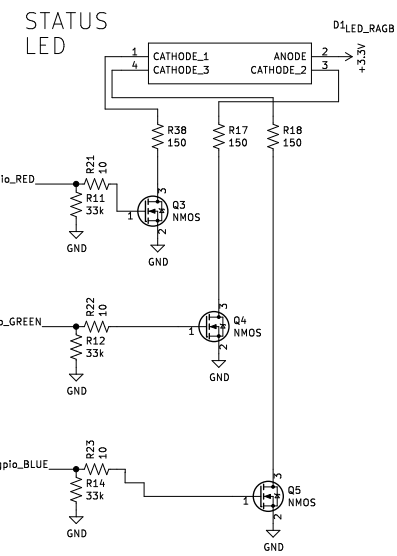 STATUS
LED
D1 LED_RAGB
1 CATHODE_1 ANODE 2
4 CATHODE_3 CATHODE_2 3
+3.3V
R38
150
R17
150
R18
150
io_RED
R21
10
R11
33k
GND
1
3
2
Q3
NMOS
GND
o_GREEN
R22
10
R12
33k
GND
1
3
2
Q4
NMOS
GND
gpio_BLUE
R23
10
R14
33k
GND
1
3
2
Q5
NMOS
GND